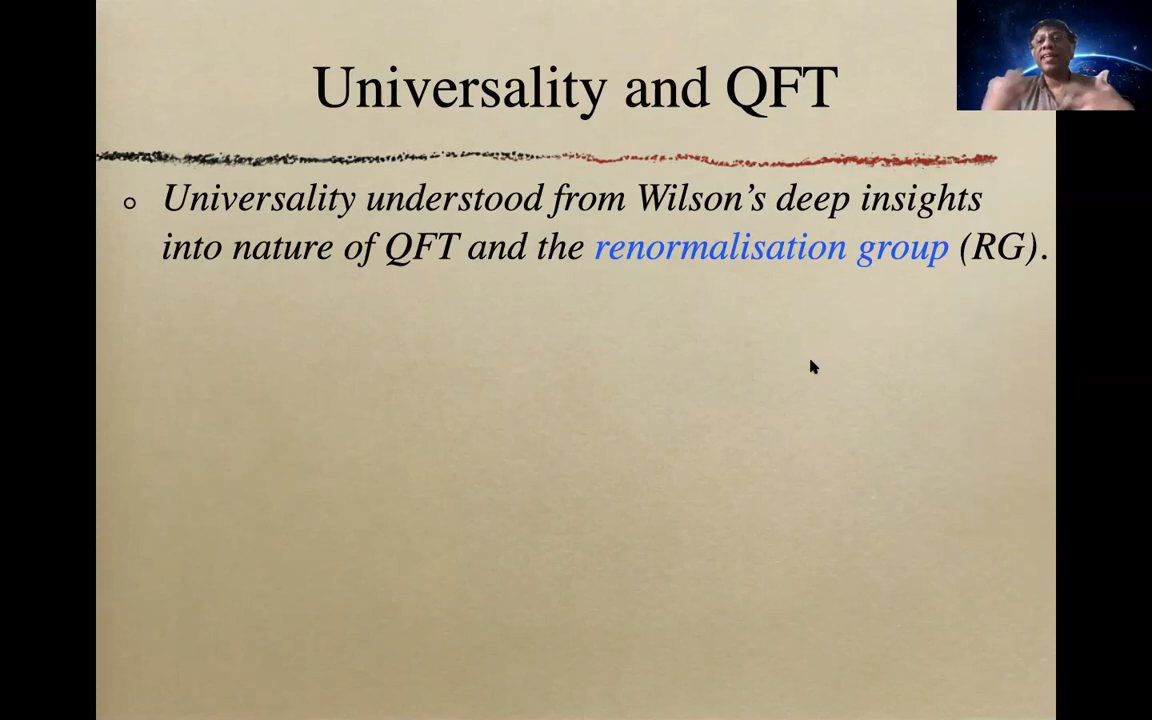 Universality and QFT
Universality understood from Wilson’s deep insights
into nature of QFT and the renormalisation group (RG).